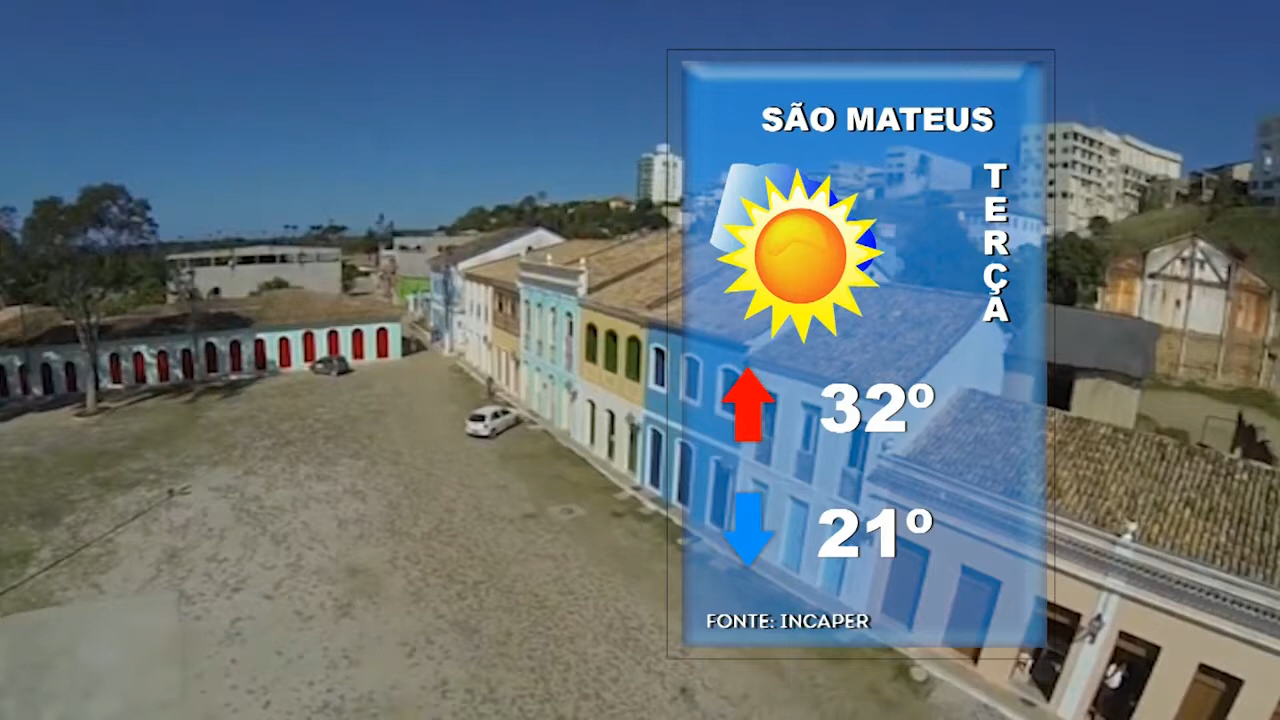 SÃO MATEUS
TERÇA
32º
21º
FONTE: INCAPER